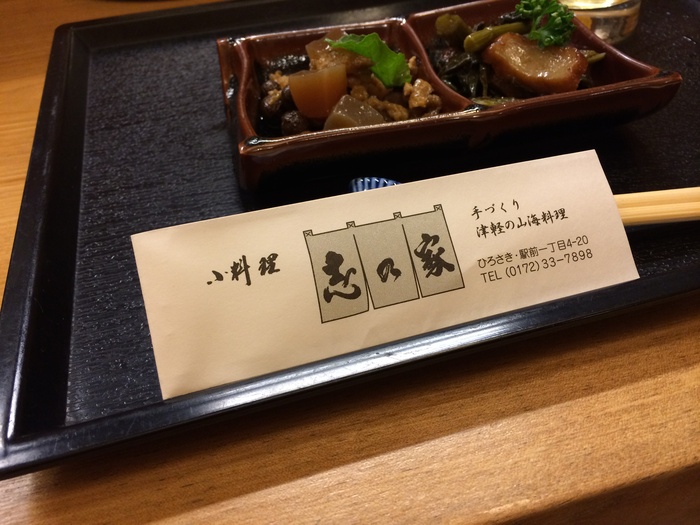 小料理
志の家
手づくり
津軽の山海料理
ひろさき・駅前一丁目4-20
TEL (0172)33-7898